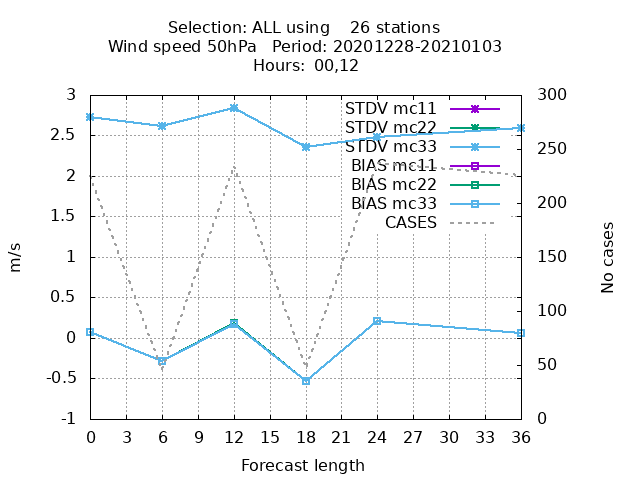 Selection: ALL using    26 stations
Wind speed 50hPa   Period: 20201228-20210103
Hours:  00,12
3
2.5
2
1.5
1
0.5
0
-0.5
-1
300
250
200
150
100
50
0
STDV mc11
STDV mc22
STDV mc33
BIAS mc11
BIAS mc22
BIAS mc33
CASES
m/s
No cases
0 3 6 9 12 15 18 21 24 27 30 33 36
Forecast length